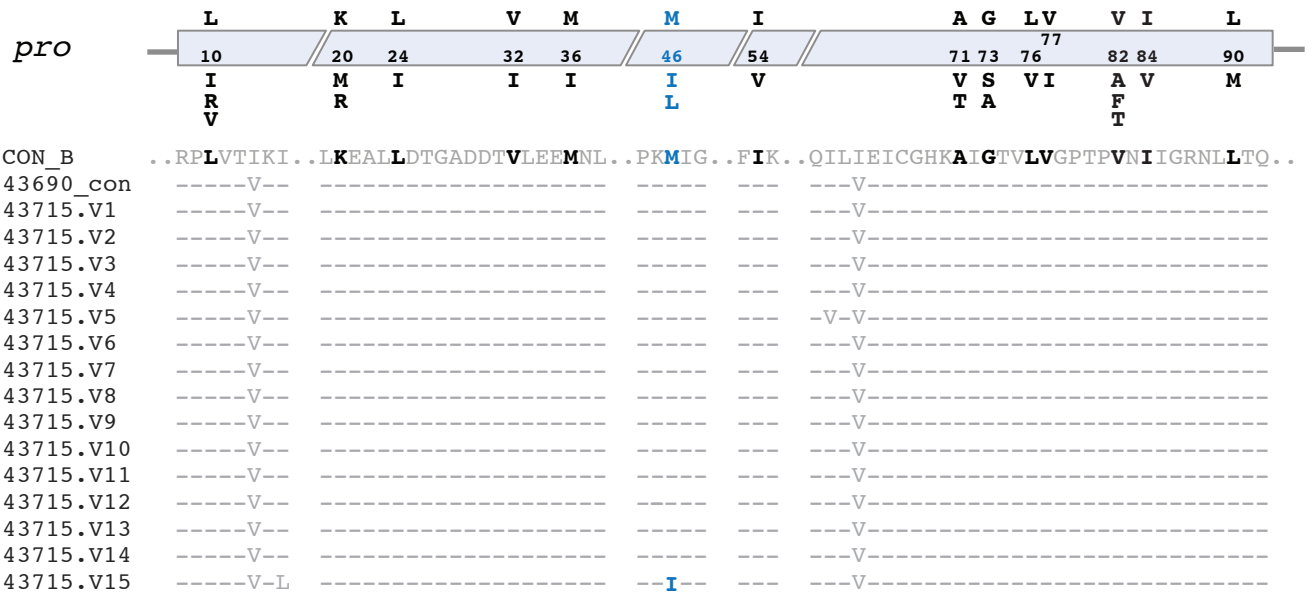 L K L V M M I A G L V V I L
pro
77
10 20 24 32 36 46 54 71 73 76 82 84 90
I M I I I I V V S V I A V M
R R L T A F
V T
CON_B ..RPLVTIKI..LKEALLDTGADDTVLEEMNL..PKMIG..FIK..QILIEICGHKAIGTVLVGPTPVNIIGRNLLTQ..
43690_con -----V-- -------------------- ----- --- ---V----------------------------
43715.V1 -----V-- -------------------- ----- --- ---V----------------------------
43715.V2 -----V-- -------------------- ----- --- ---V----------------------------
43715.V3 -----V-- -------------------- ----- --- ---V----------------------------
43715.V4 -----V-- -------------------- ----- --- ---V----------------------------
43715.V5 -----V-- -------------------- ----- --- -V-V----------------------------
43715.V6 -----V-- -------------------- ----- --- ---V----------------------------
43715.V7 -----V-- -------------------- ----- --- ---V----------------------------
43715.V8 -----V-- -------------------- ----- --- ---V----------------------------
43715.V9 -----V-- -------------------- ----- --- ---V----------------------------
43715.V10 -----V-- -------------------- ----- --- ---V----------------------------
43715.V11 -----V-- -------------------- ----- --- ---V----------------------------
43715.V12 -----V-- -------------------- ----- --- ---V----------------------------
43715.V13 -----V-- -------------------- ----- --- ---V----------------------------
43715.V14 -----V-- -------------------- ----- --- ---V----------------------------
43715.V15 -----V-L -------------------- --I-- --- ---V----------------------------